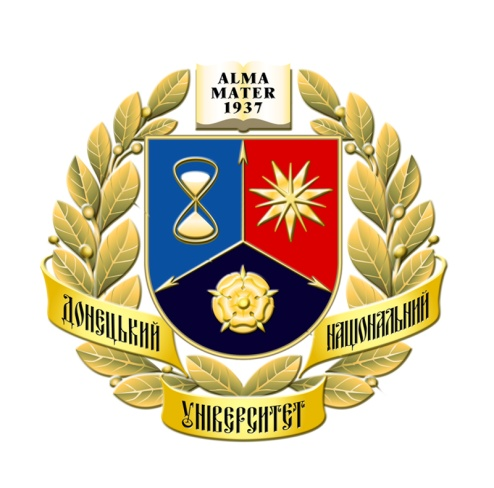 ALMA
MATER
1937
ДОНЕЦЬКИЙ
НАЦІОНАЛЬНИЙ
УНІВЕРСИТЕТ